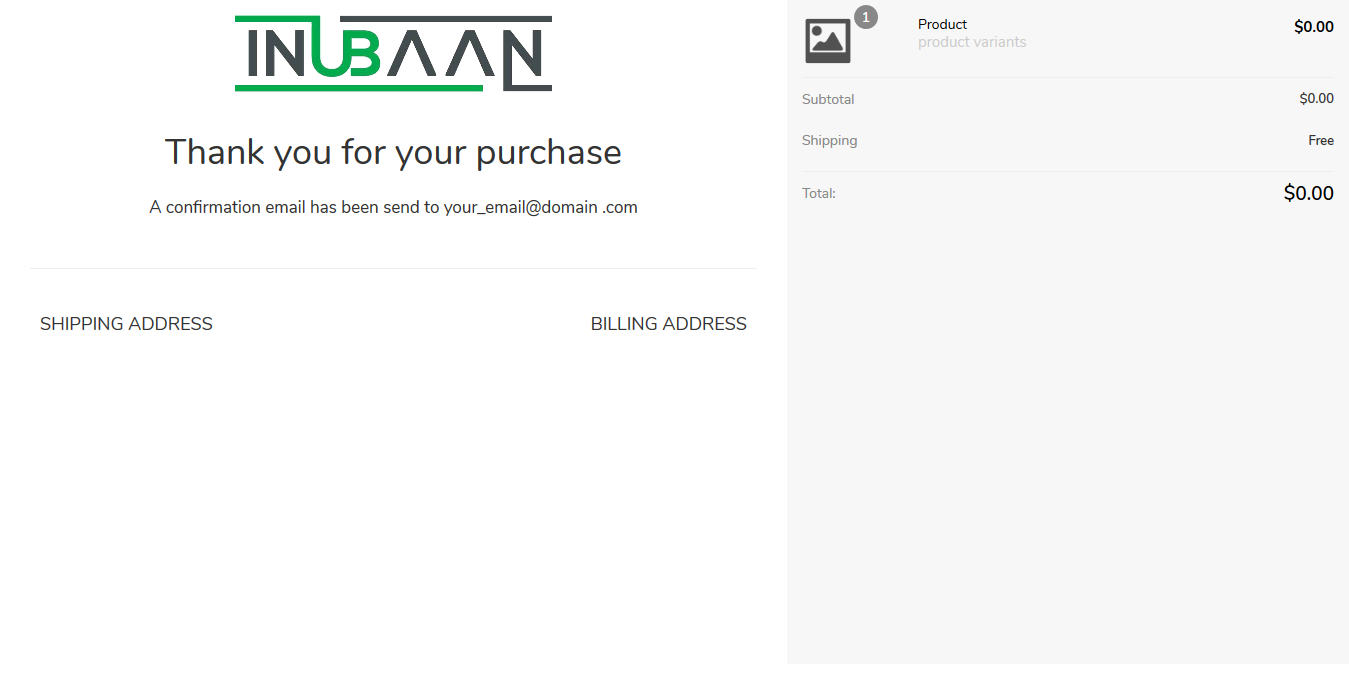 INUBAAN
Thank you for your purchase
A confirmation email has been send to your_email@domain .com
SHIPPING ADDRESS
BILLING ADDRESS
1
Product
$0.00
product variants
Subtotal
$0.00
Shipping
Free
Total:
$0.00